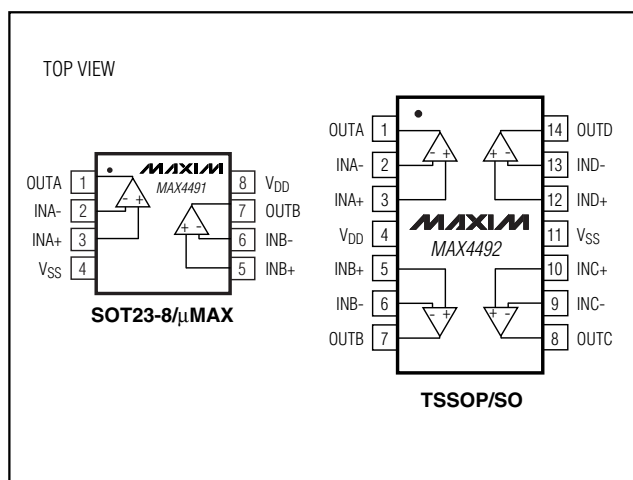 TOP VIEW
OUTA 1
INA- 2
INA+ 3
VSS 4
MAXIM
MAX4491
8 VDD
7 OUTB
6 INB-
5 INB+
- +
+ -
SOT23-8/μMAX
OUTA 1
INA- 2
INA+ 3
VDD 4
INB+ 5
INB- 6
OUTB 7
MAXIM
MAX4492
14 OUTD
13 IND-
12 IND+
11 VSS
10 INC+
9 INC-
8 OUTC
- +
- +
- +
+ -
TSSOP/SO